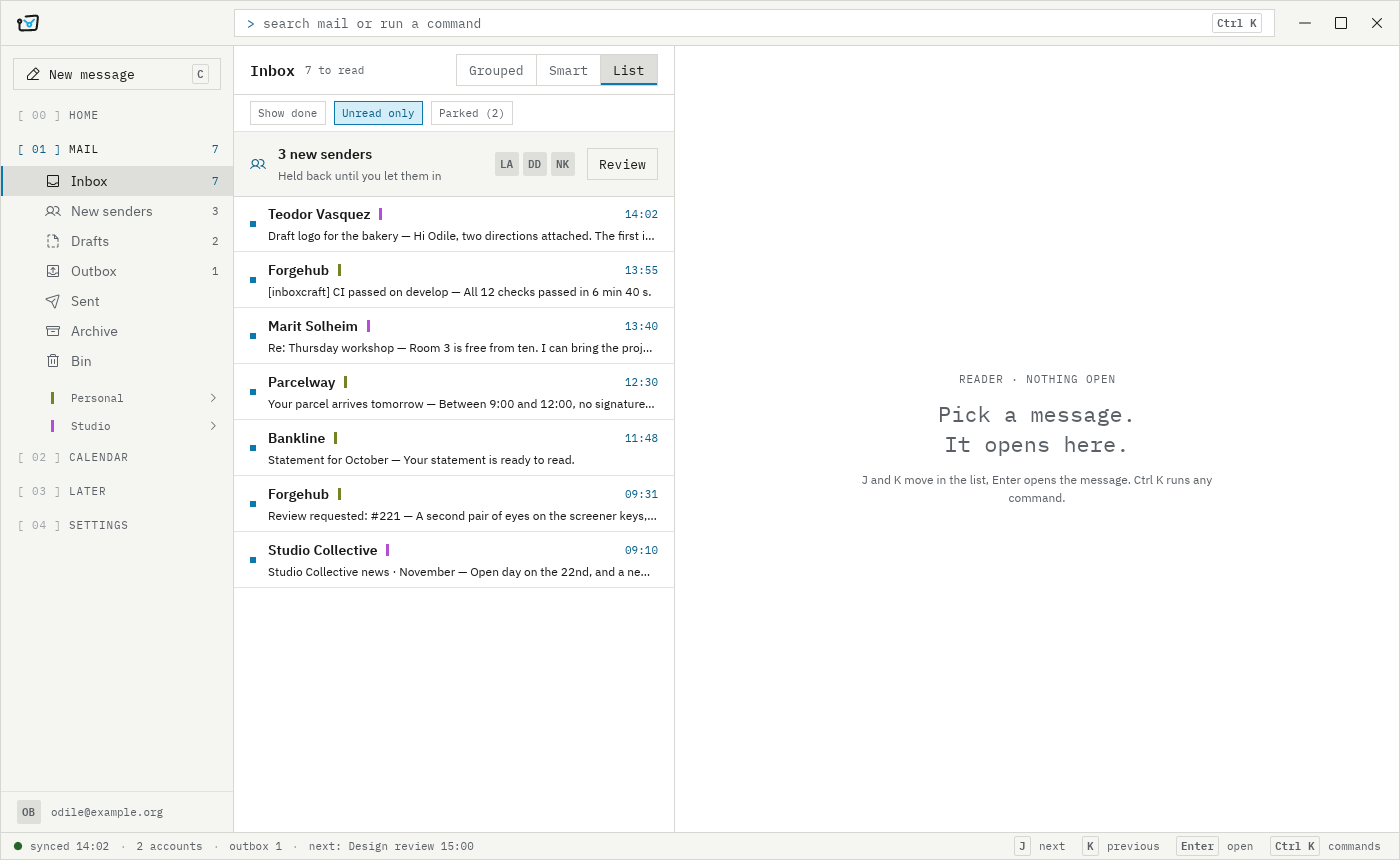 > search mail or run a command Ctrl K
New message C
[ 00 ] HOME
[ 01 ] MAIL 7
Inbox 7
New senders 3
Drafts 2
Outbox 1
Sent
Archive
Bin
Personal
Studio
[ 02 ] CALENDAR
[ 03 ] LATER
[ 04 ] SETTINGS
OB odile@example.org
Inbox 7 to read Grouped Smart List
Show done Unread only Parked (2)
3 new senders
Held back until you let them in
LA DD NK Review
Teodor Vasquez 14:02
Draft logo for the bakery — Hi Odile, two directions attached. The first i…
Forgehub 13:55
[inboxcraft] CI passed on develop — All 12 checks passed in 6 min 40 s.
Marit Solheim 13:40
Re: Thursday workshop — Room 3 is free from ten. I can bring the proj…
Parcelway 12:30
Your parcel arrives tomorrow — Between 9:00 and 12:00, no signature…
Bankline 11:48
Statement for October — Your statement is ready to read.
Forgehub 09:31
Review requested: #221 — A second pair of eyes on the screener keys,…
Studio Collective 09:10
Studio Collective news · November — Open day on the 22nd, and a ne…
READER · NOTHING OPEN
Pick a message.
It opens here.
J and K move in the list, Enter opens the message. Ctrl K runs any
command.
synced 14:02 · 2 accounts · outbox 1 · next: Design review 15:00
J next K previous Enter open Ctrl K commands